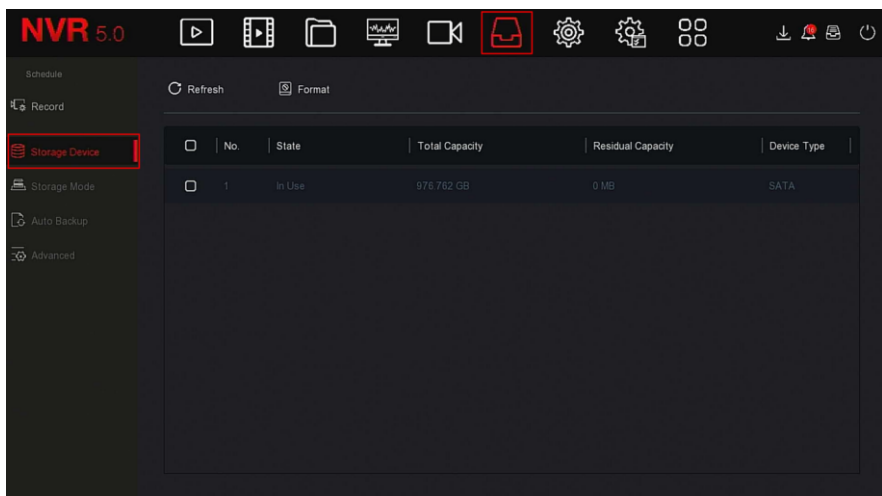 NVR 5.0
Schedule
Record
Storage Device
Storage Mode
Auto Backup
Advanced
Refresh Format
No. State Total Capacity Residual Capacity Device Type
1 In Use 976.762 GB 0 MB SATA